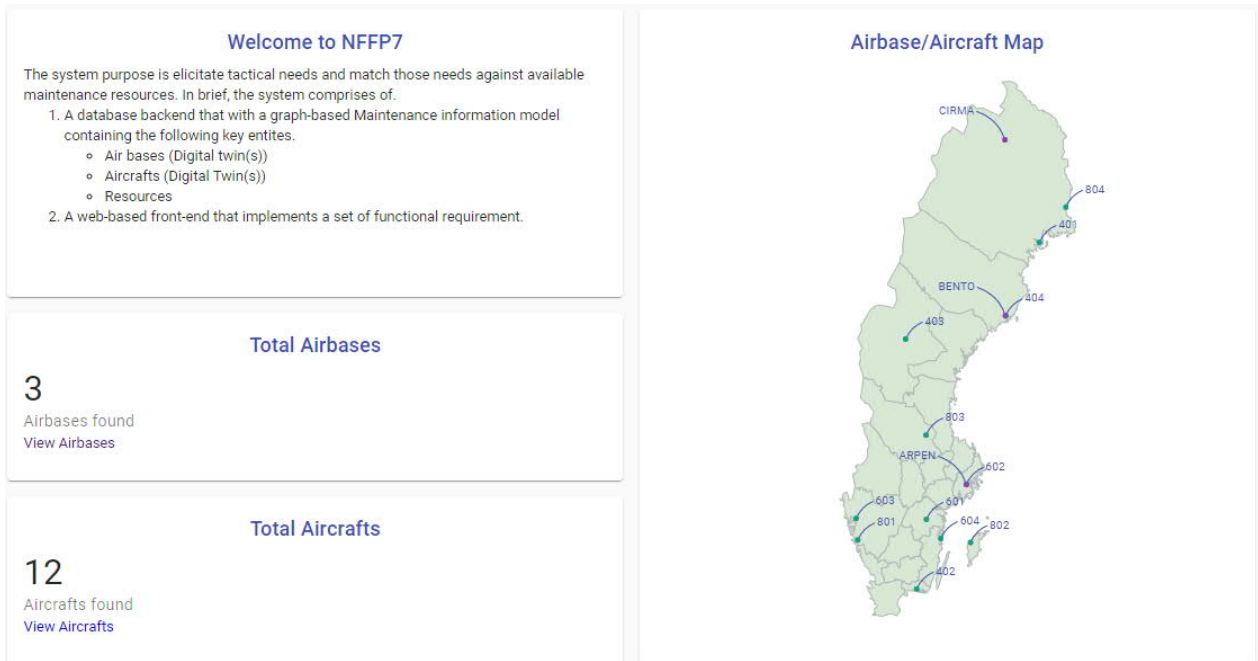 Welcome to NFFP7
The system purpose is elicitate tactical needs and match those needs against available
maintenance resources. In brief, the system comprises of.
1. A database backend that with a graph-based Maintenance information model
containing the following key entites.
Air bases (Digital twin(s))
Aircrafts (Digital Twin(s))
Resources
2. A web-based front-end that implements a set of functional requirement.
Total Airbases
3
Airbases found
View Airbases
Total Aircrafts
12
Aircrafts found
View Aircrafts
Airbase/Aircraft Map
CIRMA
804
401
BENTO
404
403
803
ARPEN
602
603
601
801
604
802
402